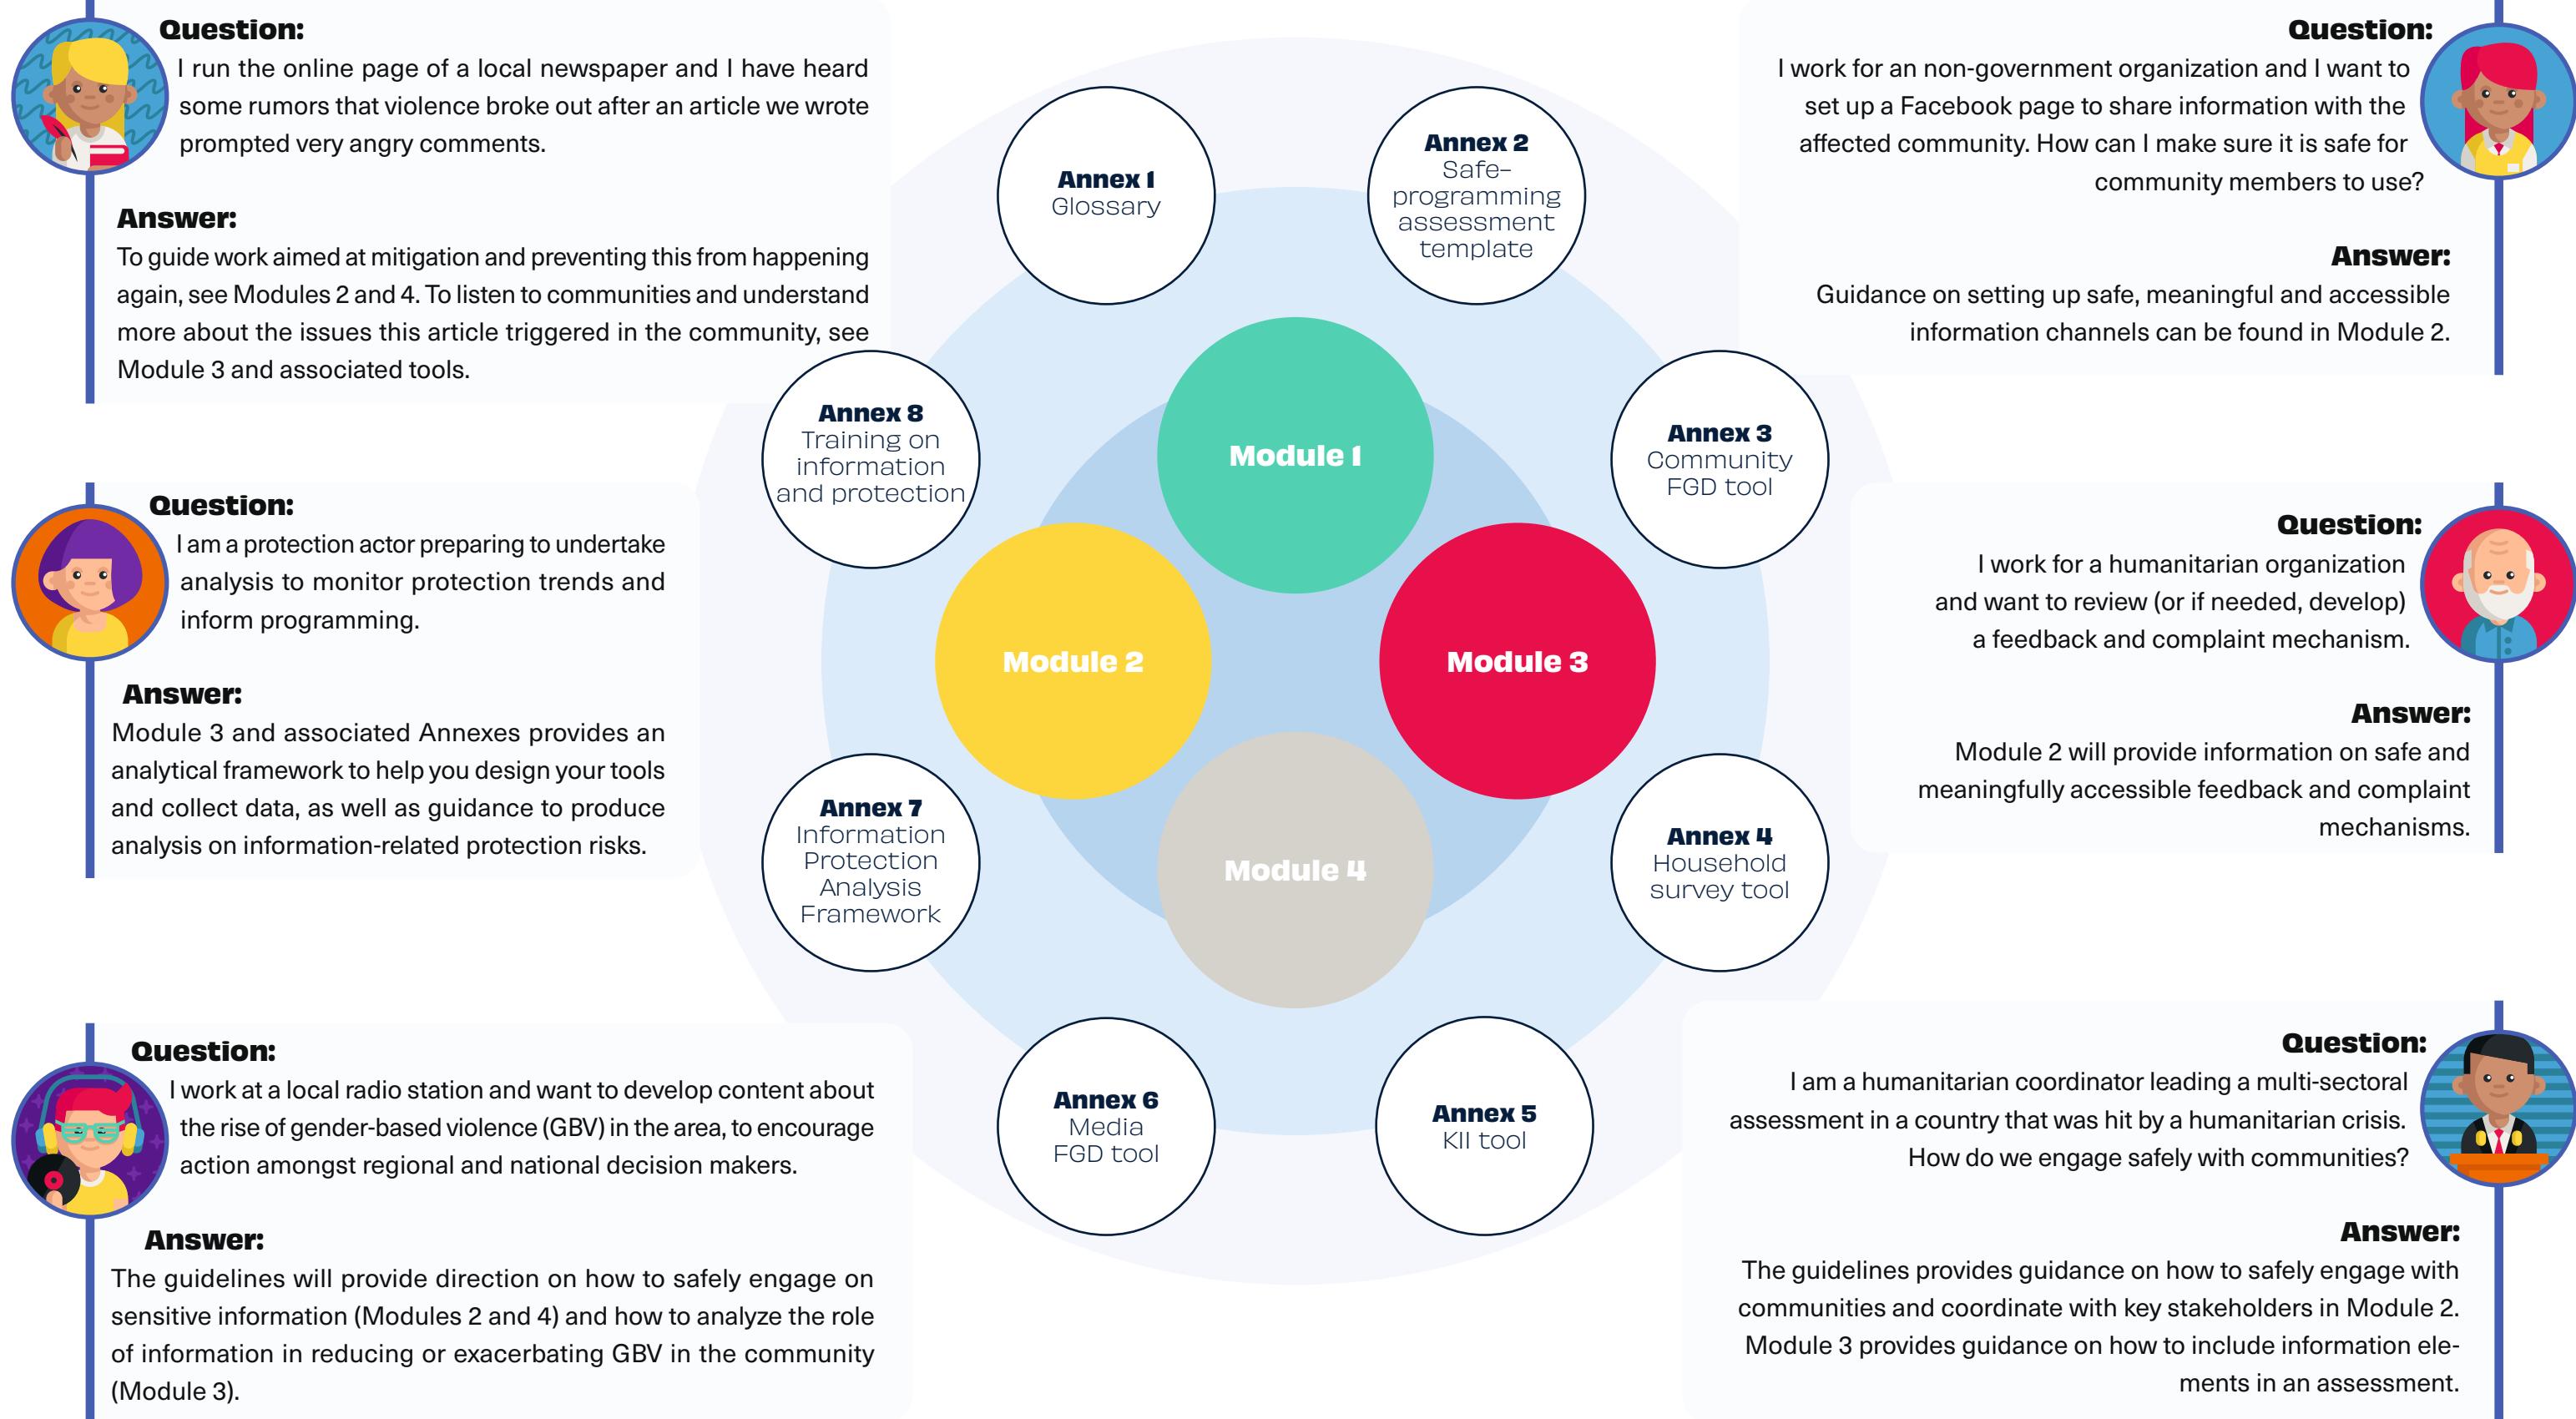 Question:
I run the online page of a local newspaper and I have heard
some rumors that violence broke out after an article we wrote
prompted very angry comments.
Answer:
To guide work aimed at mitigation and preventing this from happening
again, see Modules 2 and 4. To listen to communities and understand
more about the issues this article triggered in the community, see
Module 3 and associated tools.
Question:
I am a protection actor preparing to undertake
analysis to monitor protection trends and
inform programming.
Answer:
Module 3 and associated Annexes provides an
analytical framework to help you design your tools
and collect data, as well as guidance to produce
analysis on information-related protection risks.
Question:
I work at a local radio station and want to develop content about
the rise of gender-based violence (GBV) in the area, to encourage
action amongst regional and national decision makers.
Answer:
The guidelines will provide direction on how to safely engage on
sensitive information (Modules 2 and 4) and how to analyze the role
of information in reducing or exacerbating GBV in the community
(Module 3).
Annex 1
Glossary
Annex 2
Safe-
programming
assessment
template
Annex 8
Training on
information
and protection
Annex 3
Community
FGD tool
Module 1
Module 2
Module 3
Module 4
Annex 7
Information
Protection
Analysis
Framework
Annex 4
Household
survey tool
Annex 6
Media
FGD tool
Annex 5
KII tool
Question:
I work for an non-government organization and I want to
set up a Facebook page to share information with the
affected community. How can I make sure it is safe for
community members to use?
Answer:
Guidance on setting up safe, meaningful and accessible
information channels can be found in Module 2.
Question:
I work for a humanitarian organization
and want to review (or if needed, develop)
a feedback and complaint mechanism.
Answer:
Module 2 will provide information on safe and
meaningfully accessible feedback and complaint
mechanisms.
Question:
I am a humanitarian coordinator leading a multi-sectoral
assessment in a country that was hit by a humanitarian crisis.
How do we engage safely with communities?
Answer:
The guidelines provides guidance on how to safely engage with
communities and coordinate with key stakeholders in Module 2.
Module 3 provides guidance on how to include information ele-
ments in an assessment.